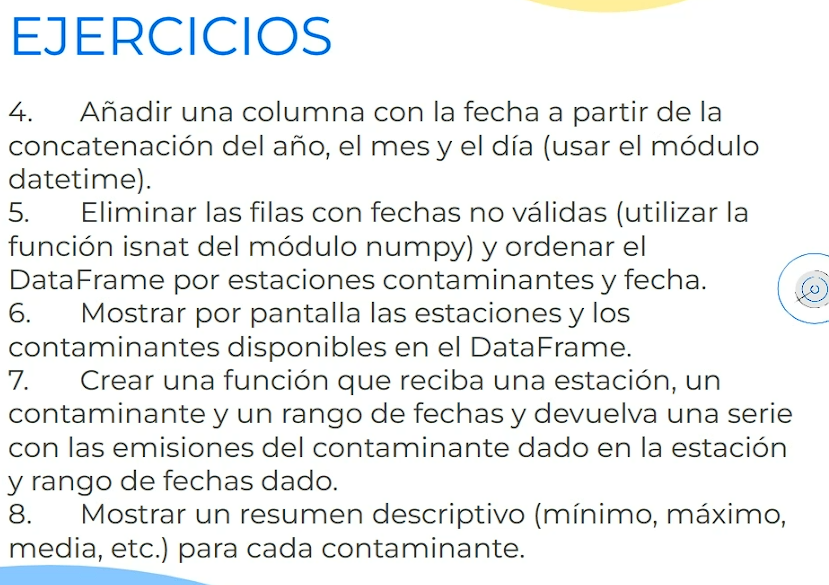 EJERCICIOS
4. Añadir una columna con la fecha a partir de la
concatenación del año, el mes y el día (usar el módulo
datetime).
5. Eliminar las filas con fechas no válidas (utilizar la
función isnat del módulo numpy) y ordenar el
DataFrame por estaciones contaminantes y fecha.
6. Mostrar por pantalla las estaciones y los
contaminantes disponibles en el DataFrame.
7. Crear una función que reciba una estación, un
contaminante y un rango de fechas y devuelva una serie
con las emisiones del contaminante dado en la estación
y rango de fechas dado.
8. Mostrar un resumen descriptivo (mínimo, máximo,
media, etc.) para cada contaminante.